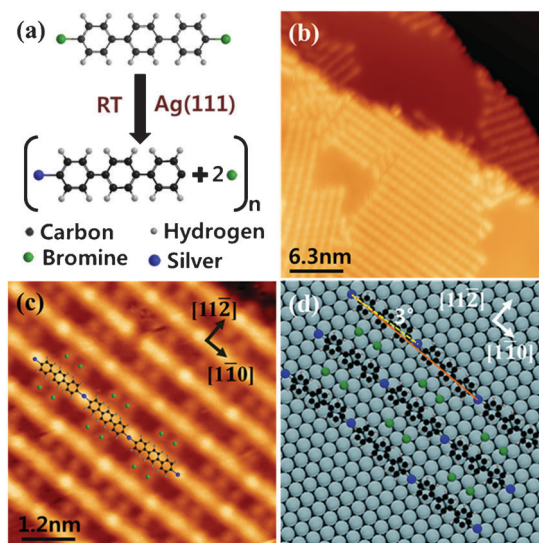 (a)
RT Ag(111)
+ 2
n
Carbon Hydrogen
Bromine Silver
(b)
6.3nm
(c)
[112̅]
[11̅0]
1.2nm
(d)
3°
[112̅]
[11̅0]